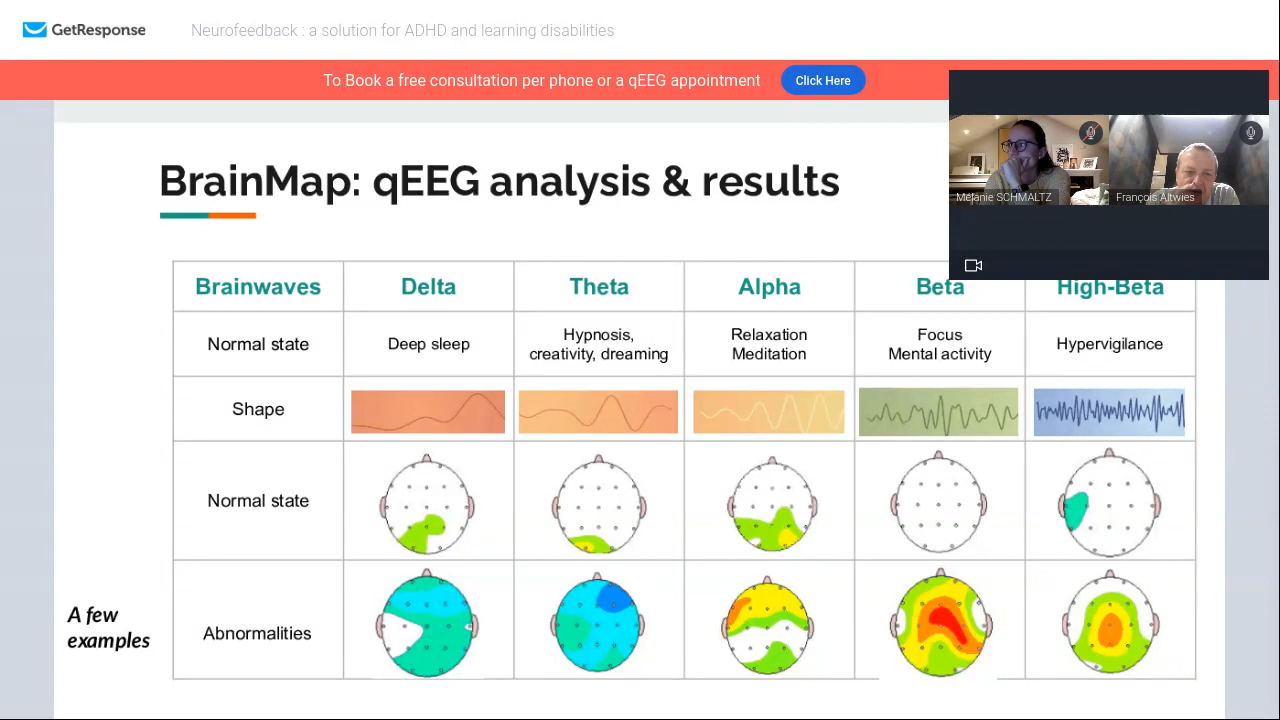 GetResponse
Neurofeedback : a solution for ADHD and learning disabilities
To Book a free consultation per phone or a qEEG appointment
Click Here
Mélanie SCHMALTZ
François Altwies
BrainMap: qEEG analysis & results
Brainwaves Delta Theta Alpha Beta High-Beta
Normal state
Deep sleep
Hypnosis,
creativity, dreaming
Relaxation
Meditation
Focus
Mental activity
Hypervigilance
Shape
Normal state
A few
examples
Abnormalities